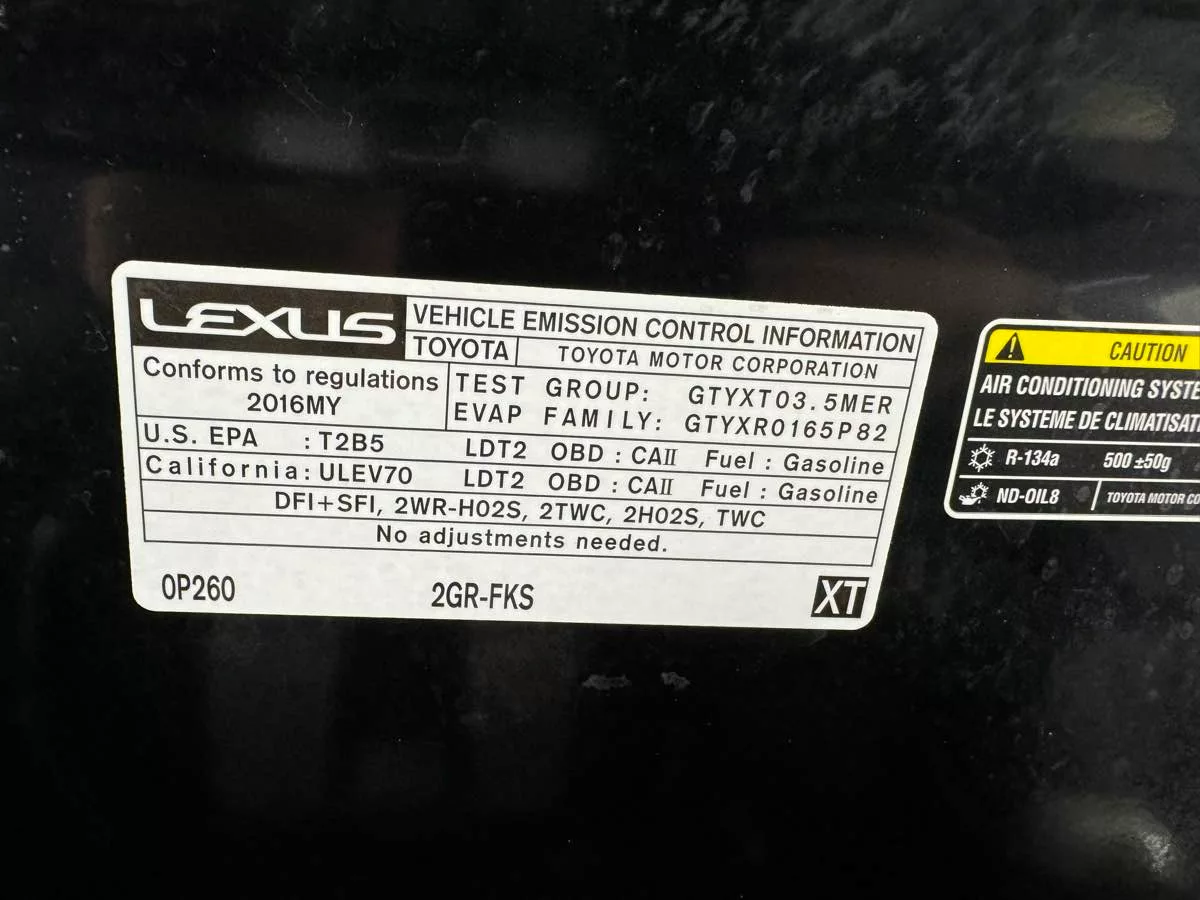 LEXUS VEHICLE EMISSION CONTROL INFORMATION
TOYOTA TOYOTA MOTOR CORPORATION
Conforms to regulations
2016MY
TEST GROUP: GTYXT03.5MER
EVAP FAMILY: GTYXR0165P82
U.S. EPA : T2B5 LDT2 OBD : CAⅡ Fuel : Gasoline
California : ULEV70 LDT2 OBD : CAⅡ Fuel : Gasoline
DFI+SFI, 2WR-HO2S, 2TWC, 2HO2S, TWC
No adjustments needed.
0P260 2GR-FKS XT
CAUTION
AIR CONDITIONING SYSTE
LE SYSTEME DE CLIMATISAT
R-134a 500 ±50g
ND-OIL8 TOYOTA MOTOR CO